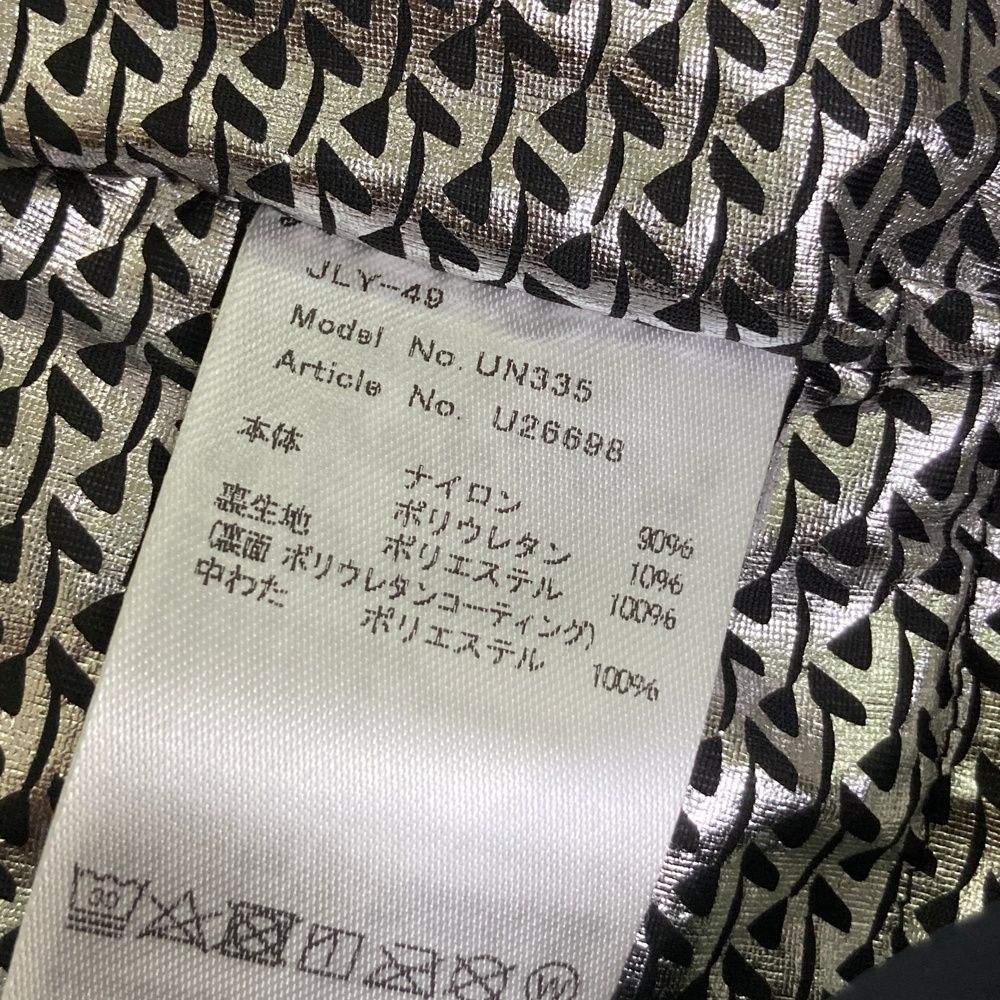 JLY-49
Model No. UN335
Article No. U26698
本体 ナイロン 90%
ポリウレタン 10%
裏生地 ポリエステル 100%
(裏面 ポリウレタンコーティング)
中わた ポリエステル 100%
30
W